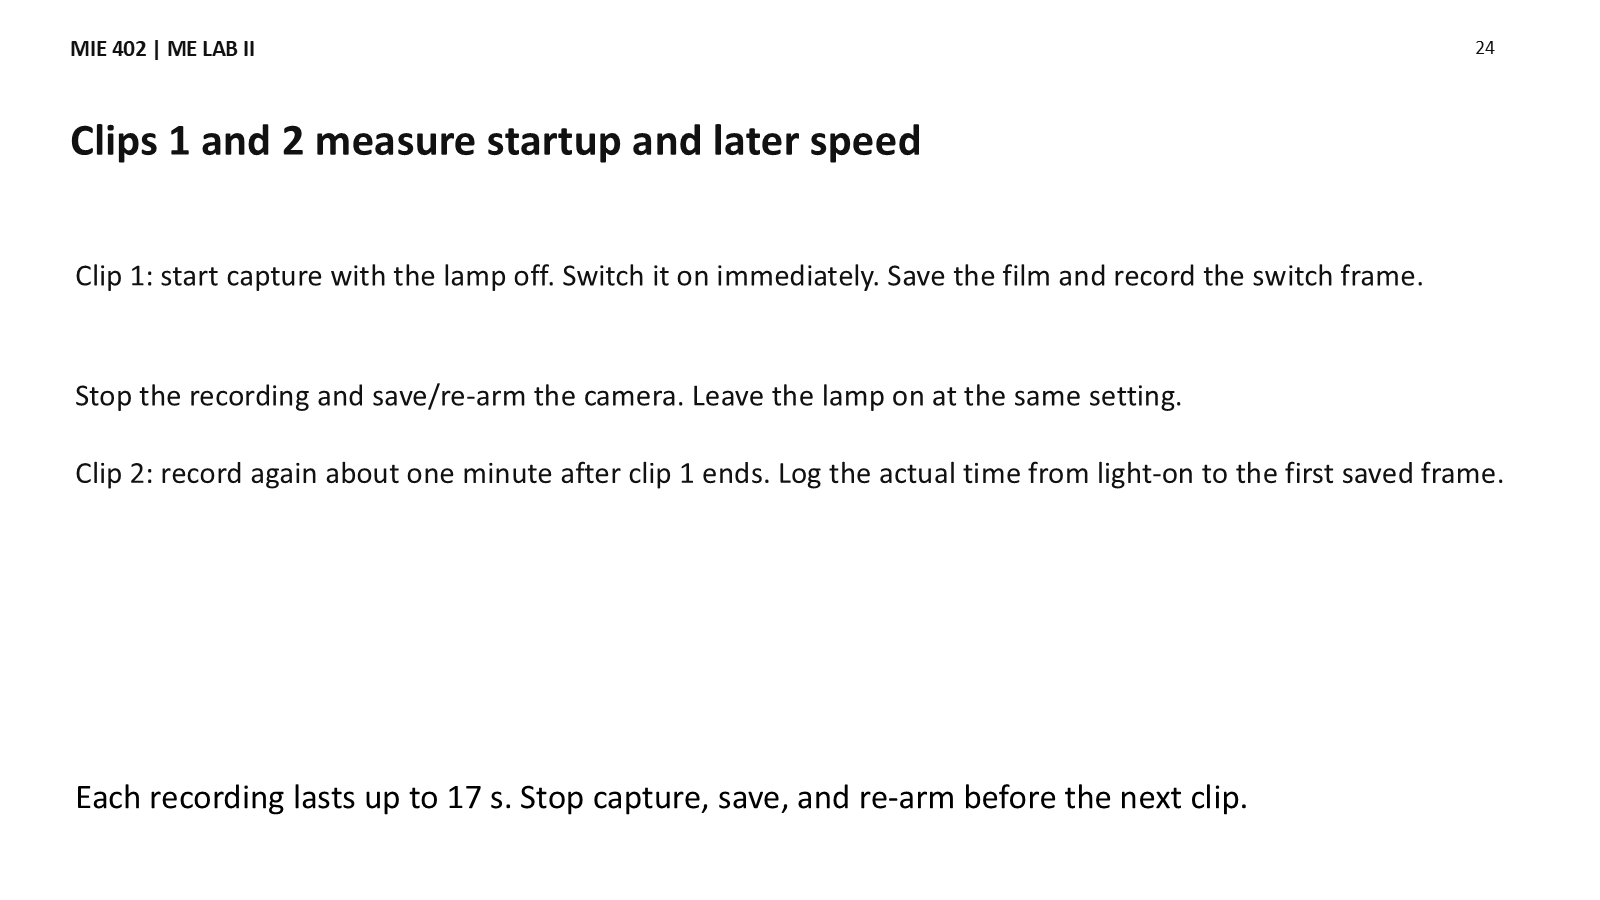 MIE 402 | ME LAB II
24
Clips 1 and 2 measure startup and later speed
Clip 1: start capture with the lamp off. Switch it on immediately. Save the film and record the switch frame.
Stop the recording and save/re-arm the camera. Leave the lamp on at the same setting.
Clip 2: record again about one minute after clip 1 ends. Log the actual time from light-on to the first saved frame.
Each recording lasts up to 17 s. Stop capture, save, and re-arm before the next clip.